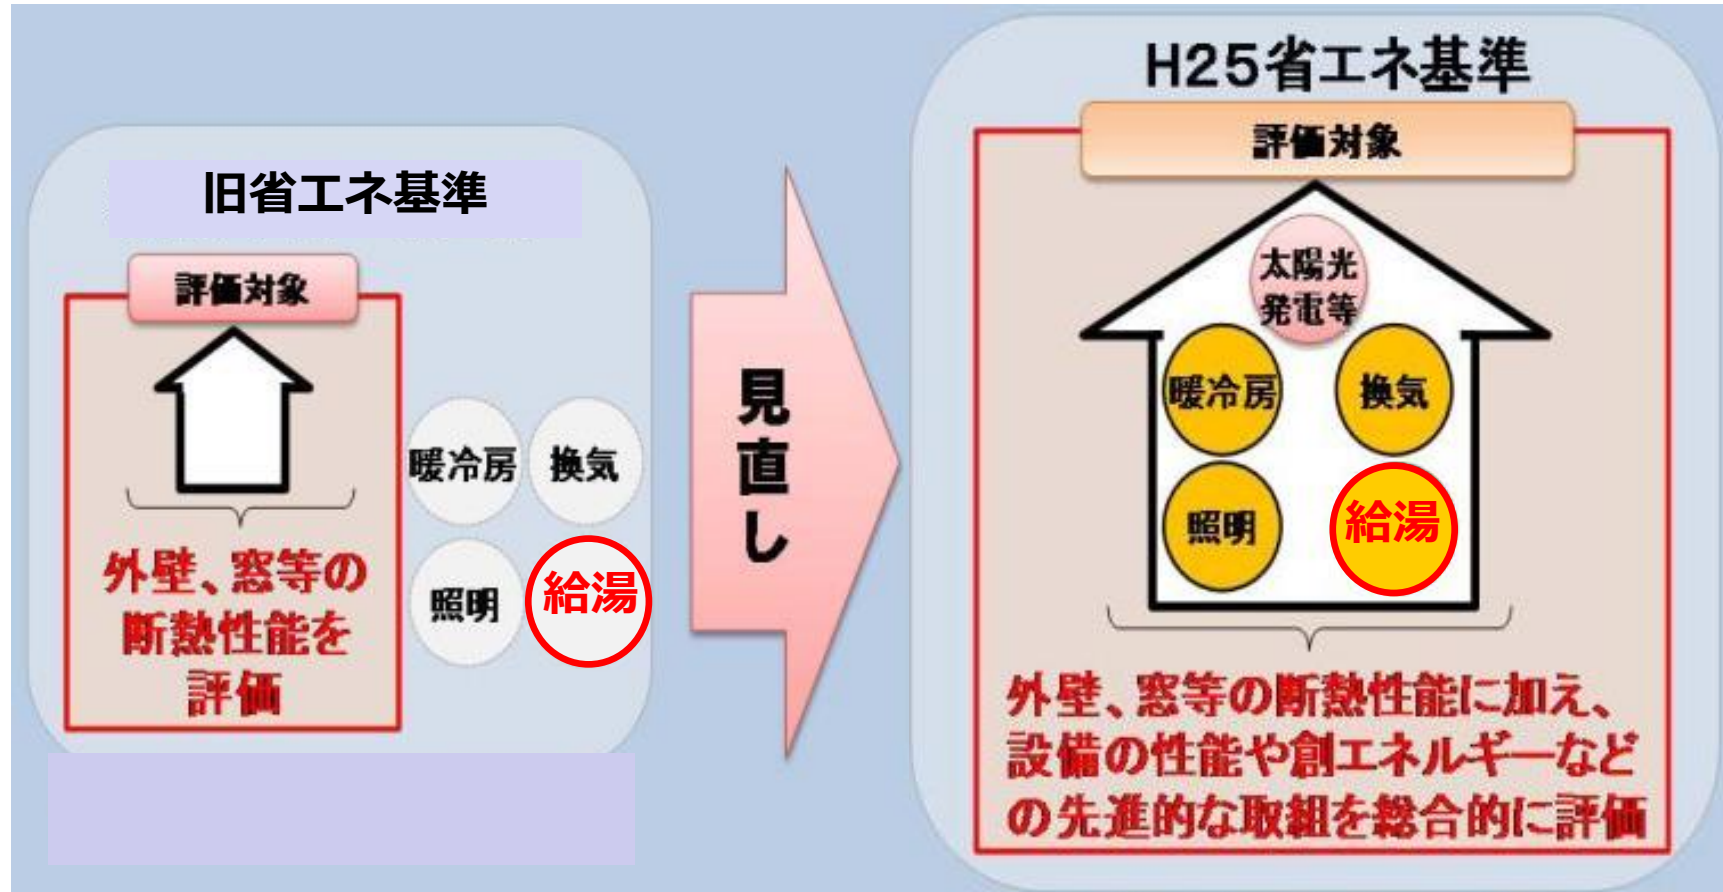 旧省エネ基準
評価対象
暖冷房
換気
照明
給湯
外壁、窓等の
断熱性能を
評価
見直し
H25省エネ基準
評価対象
太陽光
発電等
暖冷房
換気
照明
給湯
外壁、窓等の断熱性能に加え、
設備の性能や創エネルギーなど
の先進的な取組を総合的に評価